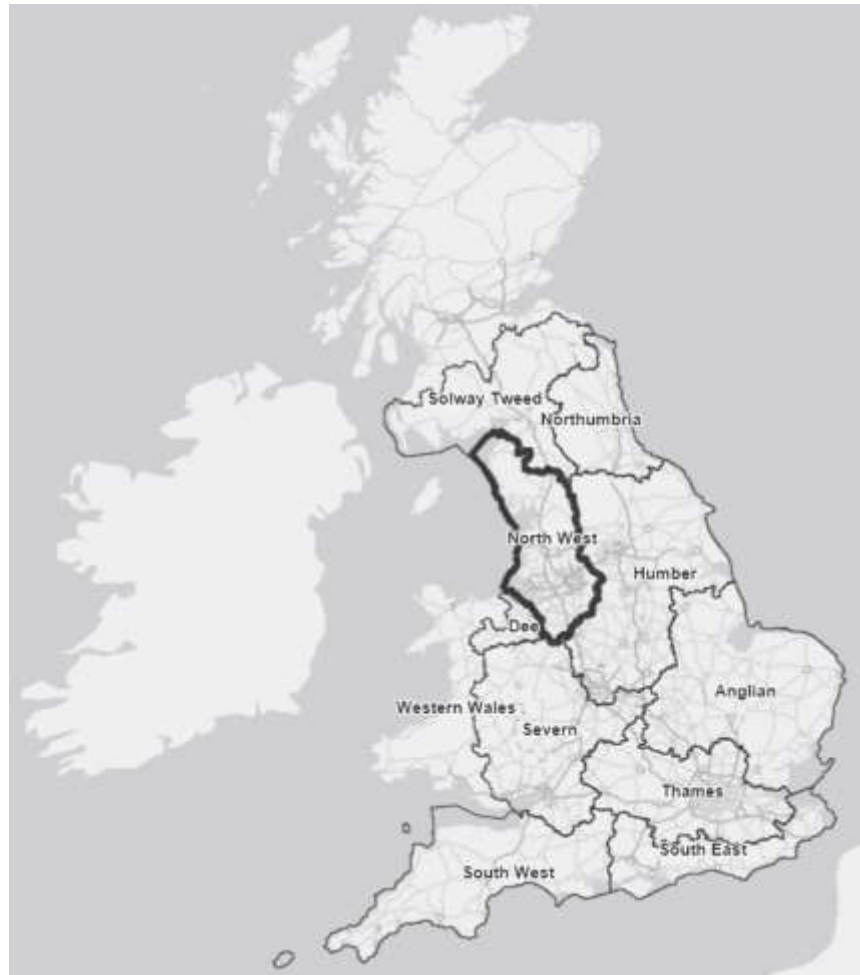 Solway Tweed
Northumbria
North West
Humber
Dee
Anglian
Western Wales
Severn
Thames
South East
South West